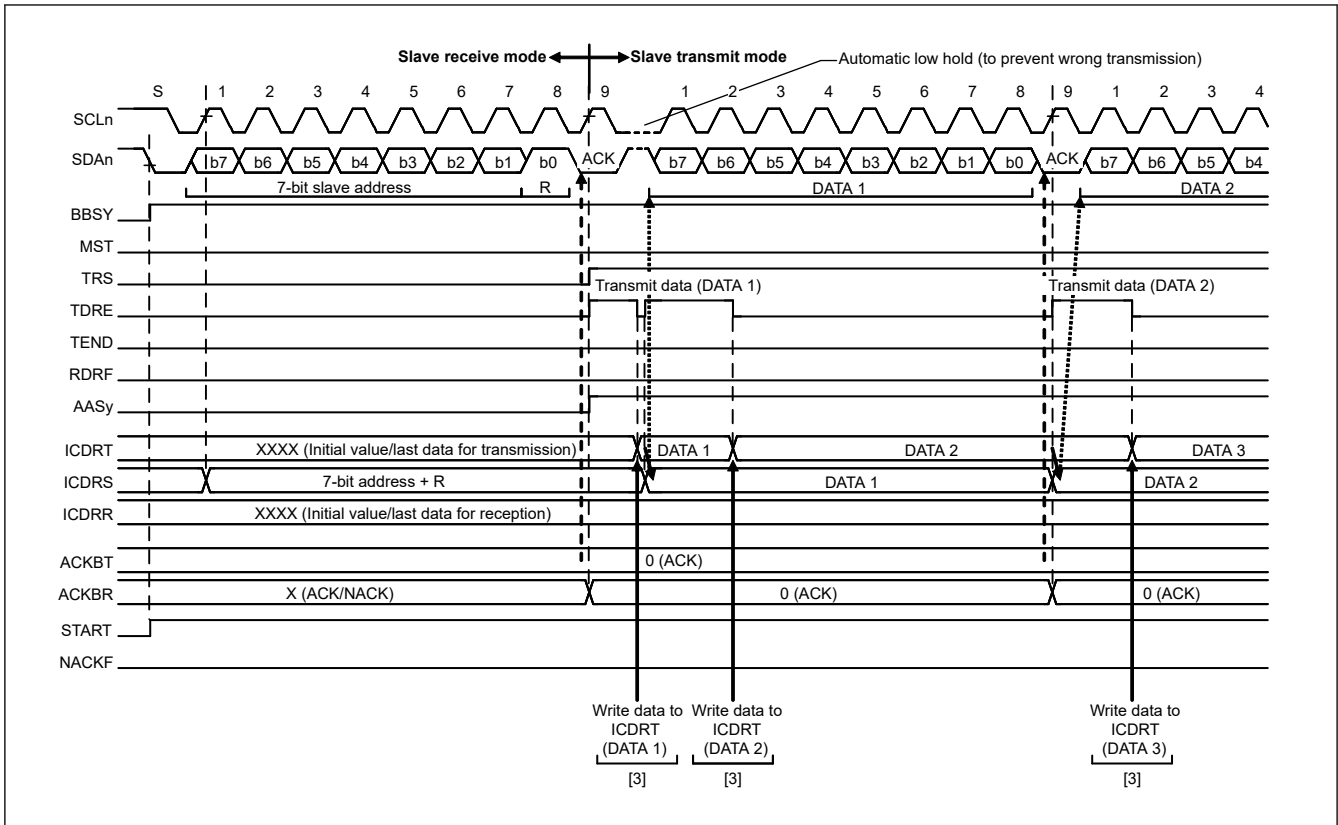 Slave receive mode Slave transmit mode Automatic low hold (to prevent wrong transmission)
S 1 2 3 4 5 6 7 8 9 1 2 3 4 5 6 7 8 9 1 2 3 4
SCLn
SDAn b7 b6 b5 b4 b3 b2 b1 b0 ACK b7 b6 b5 b4 b3 b2 b1 b0 ACK b7 b6 b5 b4
7-bit slave address R DATA 1 DATA 2
BBSY
MST
TRS
Transmit data (DATA 1) Transmit data (DATA 2)
TDRE
TEND
RDRF
AASy
ICDRT XXXX (Initial value/last data for transmission) DATA 1 DATA 2 DATA 3
ICDRS 7-bit address + R DATA 1 DATA 2
ICDRR XXXX (Initial value/last data for reception)
ACKBT 0 (ACK)
ACKBR X (ACK/NACK) 0 (ACK) 0 (ACK)
START
NACKF
Write data to Write data to Write data to
ICDRT ICDRT ICDRT
(DATA 1) (DATA 2) (DATA 3)
[3] [3] [3]